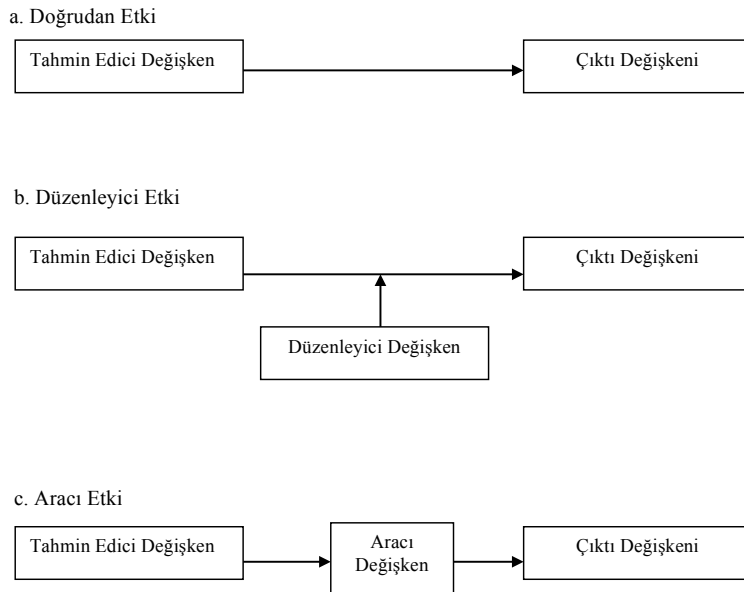 a. Doğrudan Etki
Tahmin Edici Değişken
Çıktı Değişkeni
b. Düzenleyici Etki
Tahmin Edici Değişken
Çıktı Değişkeni
Düzenleyici Değişken
c. Aracı Etki
Tahmin Edici Değişken
Aracı
Değişken
Çıktı Değişkeni